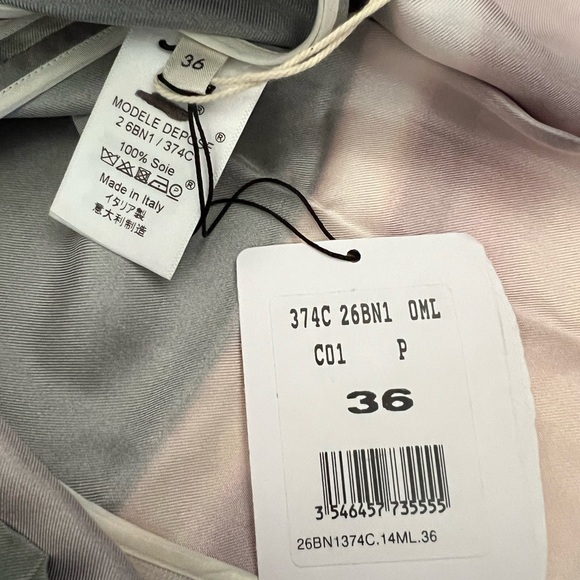 36
®
MODELE DEPOSE®
2 6BN1 / 374C
100% Soie
®
Made in Italy
イタリア製
意大利制造
374C 26BN1 0ML
C01 P
36
3 546457 735555
26BN1374C.14ML.36